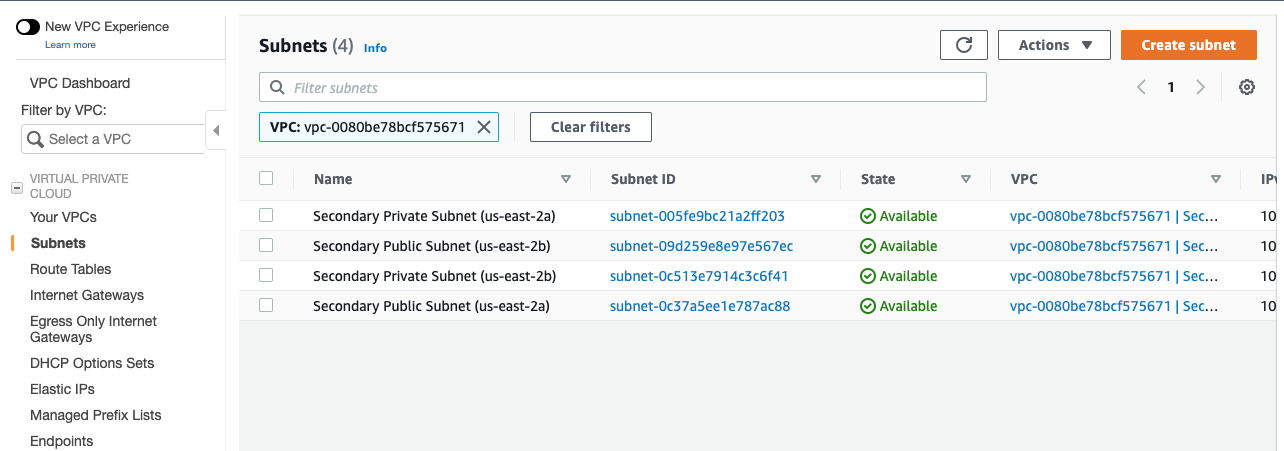 New VPC Experience
Learn more
VPC Dashboard
Filter by VPC:
Select a VPC
VIRTUAL PRIVATE
CLOUD
Your VPCs
Subnets
Route Tables
Internet Gateways
Egress Only Internet
Gateways
DHCP Options Sets
Elastic IPs
Managed Prefix Lists
Endpoints
Subnets (4) Info
Actions
Create subnet
Filter subnets
1
VPC: vpc-0080be78bcf575671
Clear filters
Name Subnet ID State VPC
Secondary Private Subnet (us-east-2a) subnet-005fe9bc21a2ff203 Available vpc-0080be78bcf575671 | Sec... 10
Secondary Public Subnet (us-east-2b) subnet-09d259e8e97e567ec Available vpc-0080be78bcf575671 | Sec... 10
Secondary Private Subnet (us-east-2b) subnet-0c513e7914c3c6f41 Available vpc-0080be78bcf575671 | Sec... 10
Secondary Public Subnet (us-east-2a) subnet-0c37a5ee1e787ac88 Available vpc-0080be78bcf575671 | Sec... 10